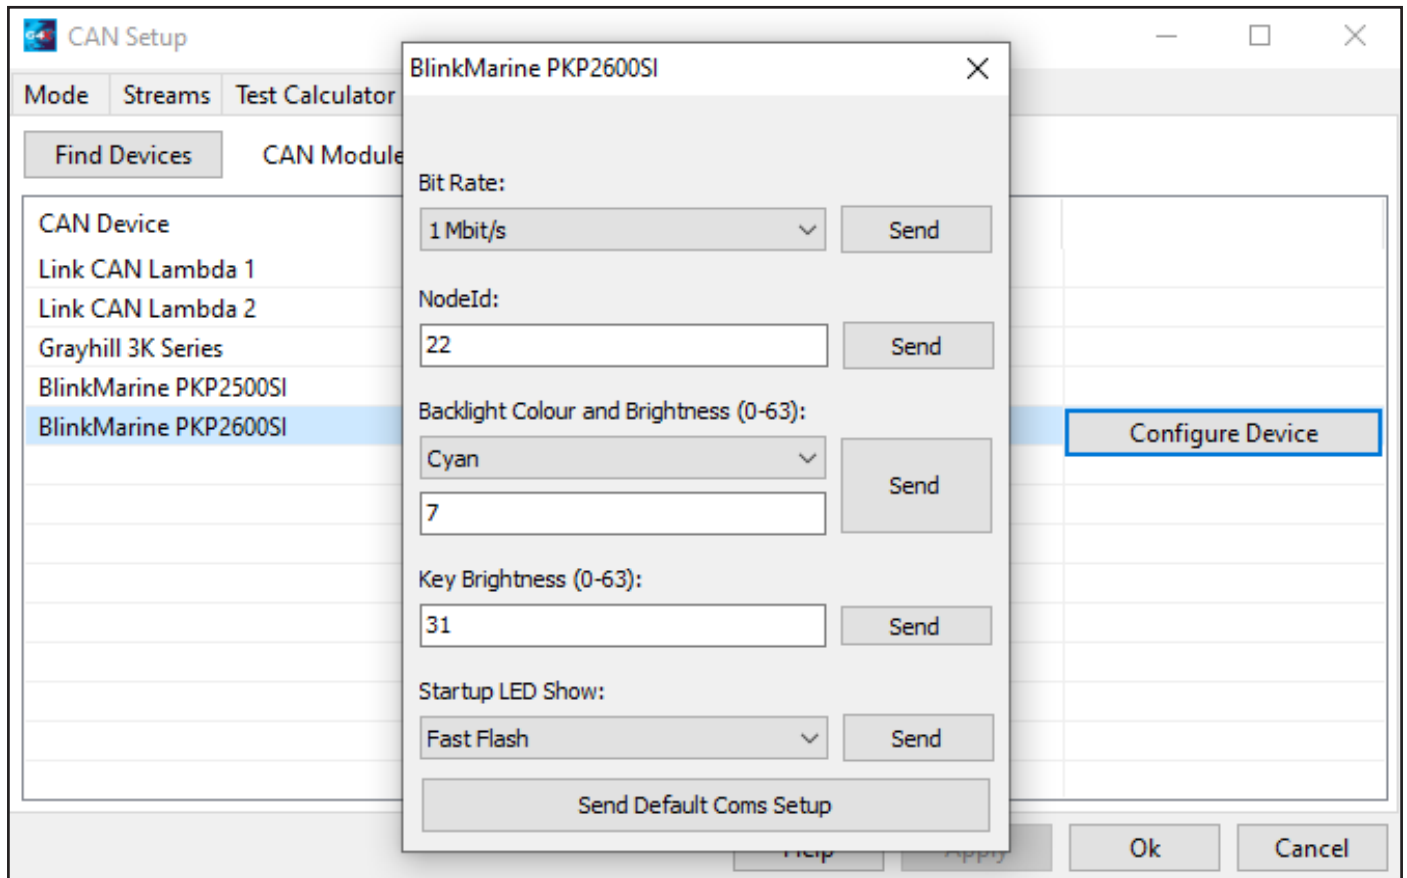 CAN Setup
BlinkMarine PKP2600SI
Mode Streams Test Calculator
Find Devices CAN Module
Bit Rate:
1 Mbit/s Send
NodeId:
22 Send
Backlight Colour and Brightness (0-63):
Cyan
7
Send
Key Brightness (0-63):
31 Send
Startup LED Show:
Fast Flash Send
Send Default Coms Setup
CAN Device
Link CAN Lambda 1
Link CAN Lambda 2
Grayhill 3K Series
BlinkMarine PKP2500SI
BlinkMarine PKP2600SI Configure Device
Help Apply Ok Cancel